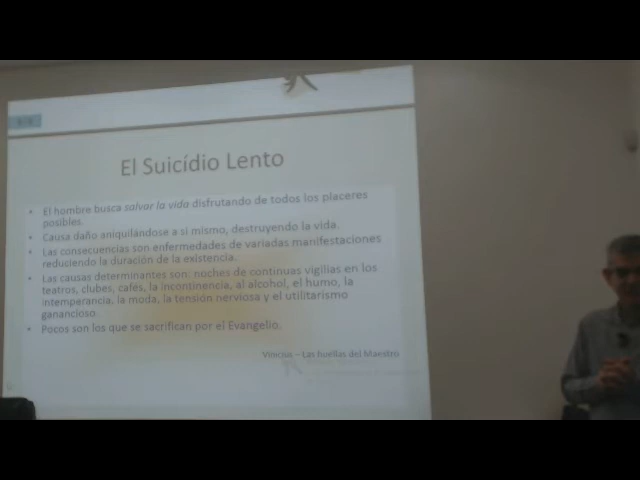 El Suicídio Lento
• El hombre busca salvar la vida disfrutando de todos los placeres
posibles.
• Causa daño aniquilandose a si mismo, destruyendo la vida.
• Las consecuencias son enfermedades de variadas manifestaciones
reduciendo la duración de la existencia.
• Las causas determinantes son: noches de continuas vigilias en los
teatros, clubes, cafés, la incontinencia, al alcohol, el humo, la
intemperancia, la moda, la tensión nerviosa y el utilitarismo
ganancioso.
• Pocos son los que se sacrifican por el Evangelio.
– Las huellas del Maestro